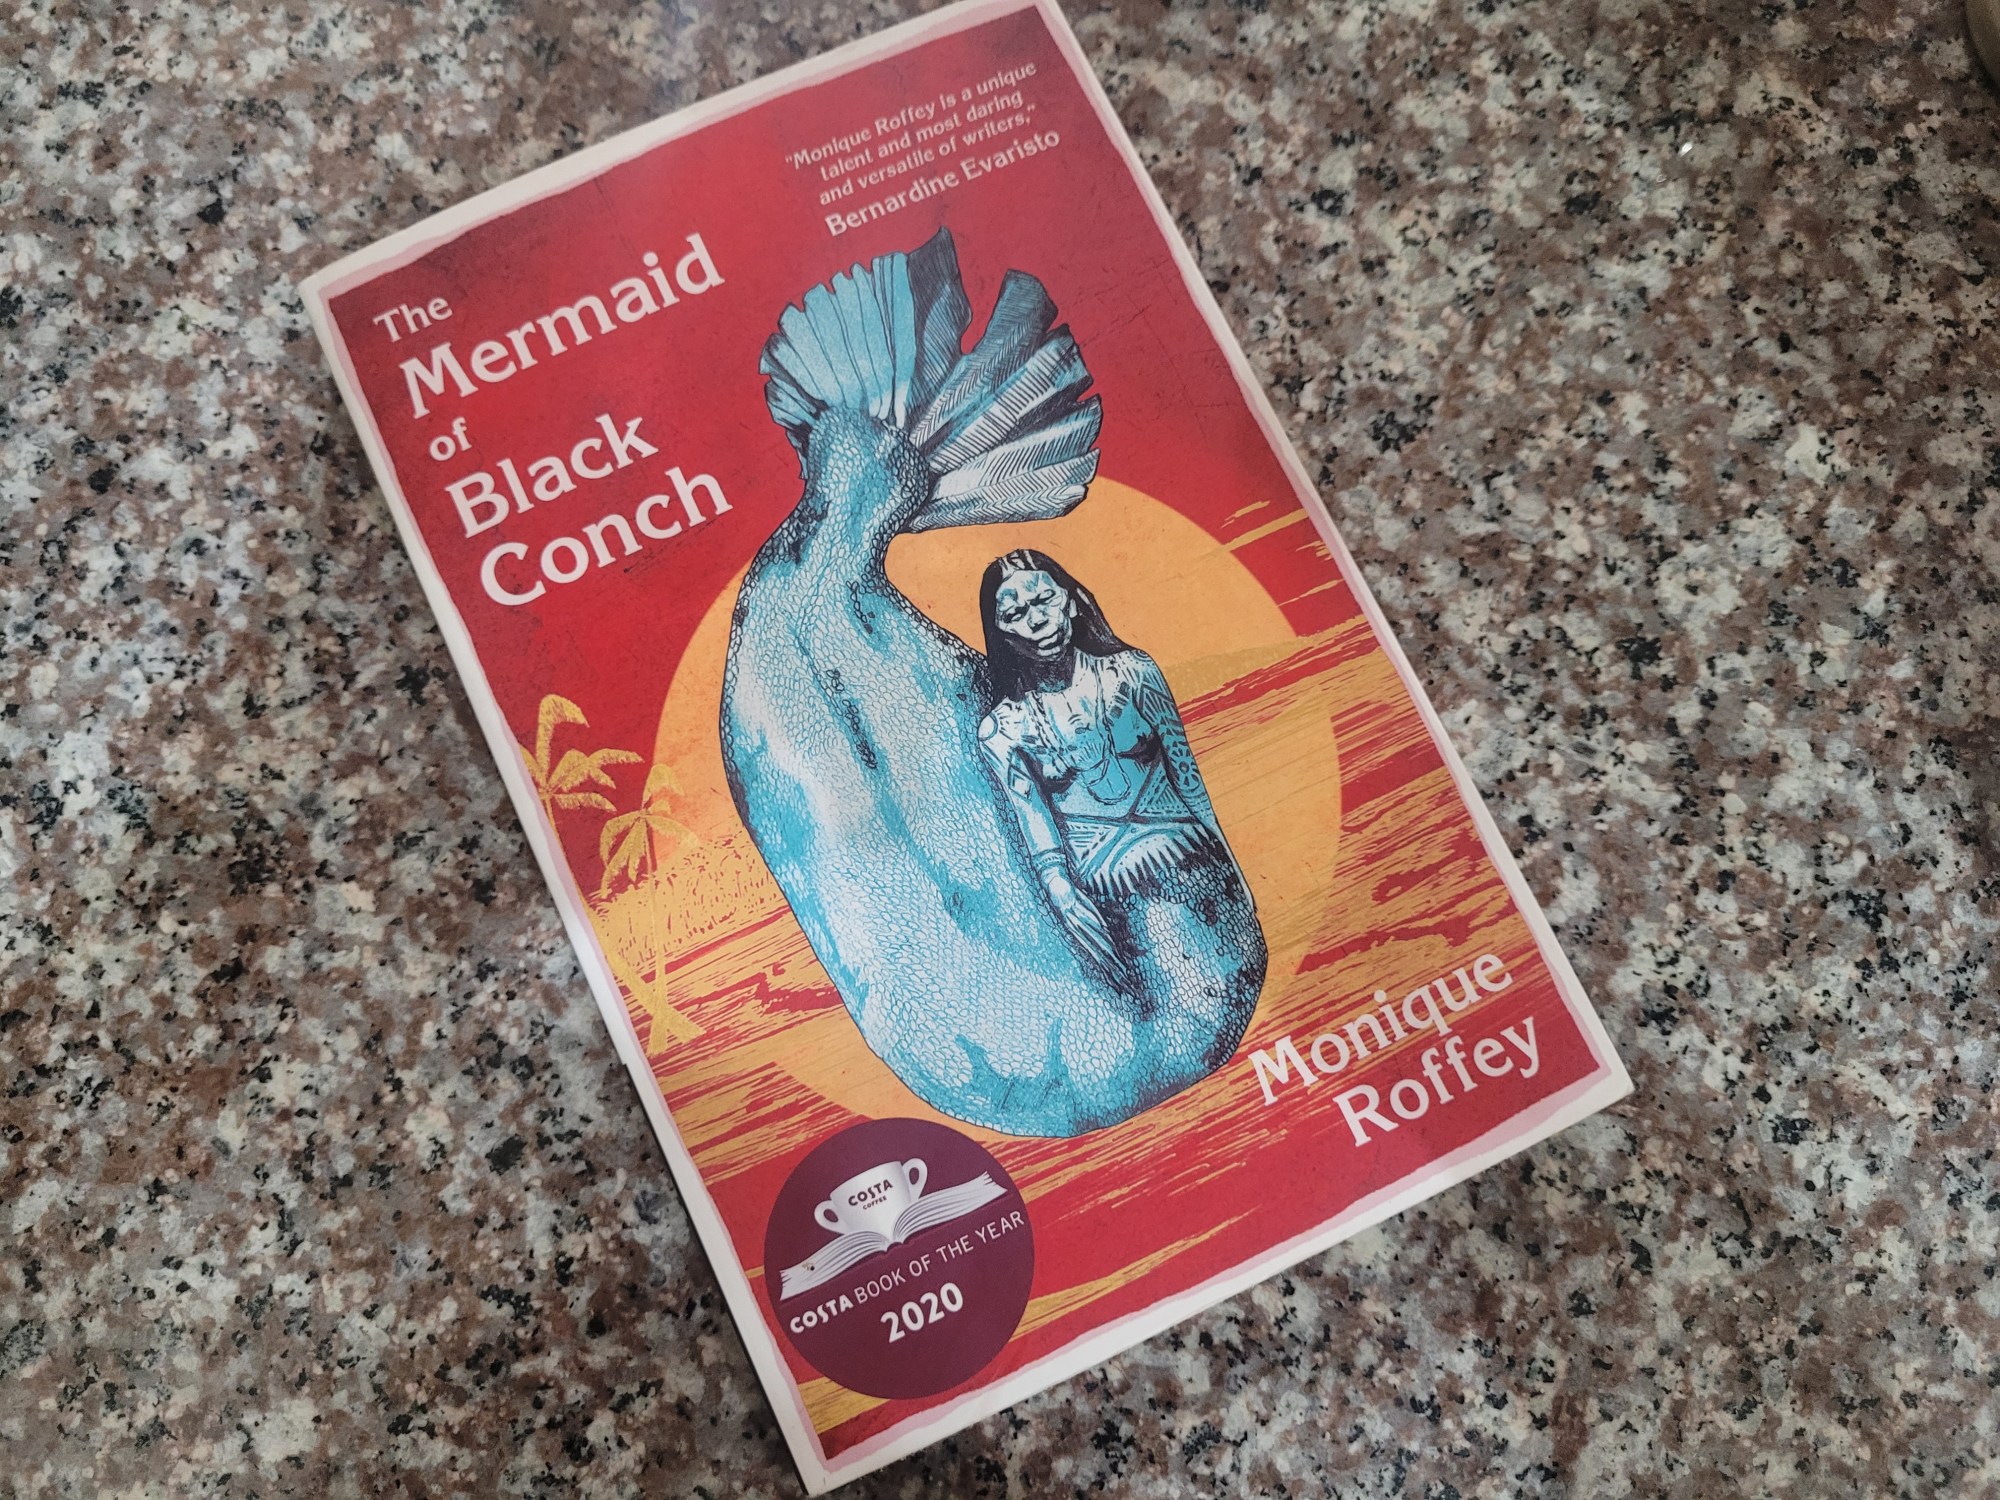 "Monique Roffey is a unique
talent and most daring
and versatile of writers,"
Bernardine Evaristo
The
Mermaid
of
Black
Conch
Monique
Roffey
COSTA
COFFEE
COSTA BOOK OF THE YEAR
2020